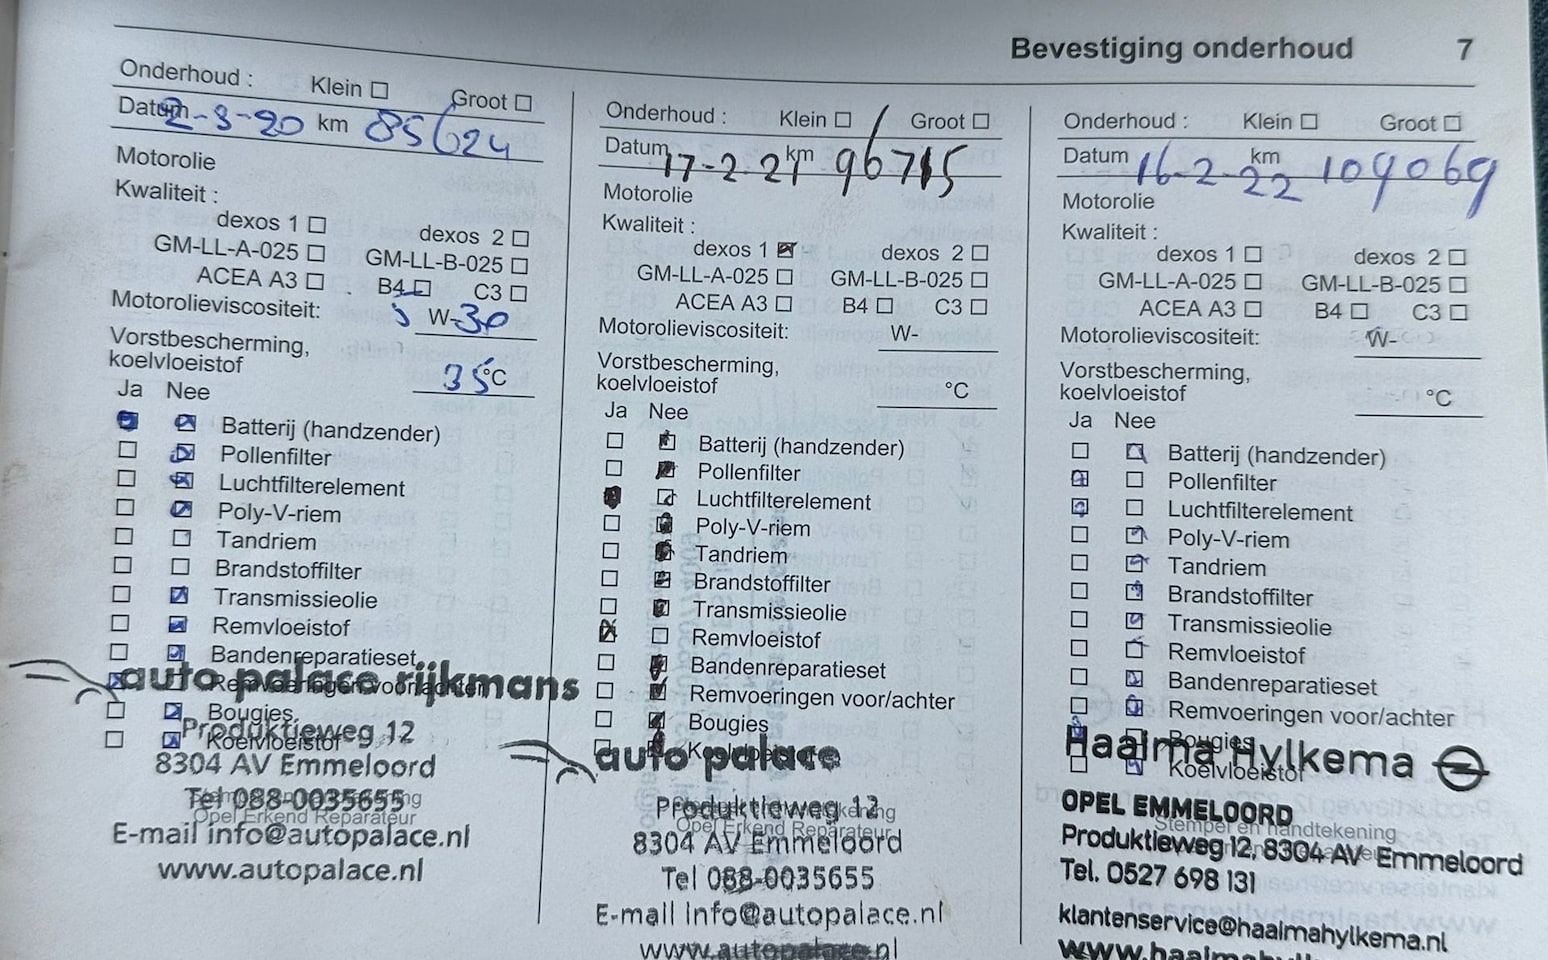 Bevestiging onderhoud 7
Onderhoud : Klein Groot
Datum 2-3-20 km 85624
Motorolie
Kwaliteit :
dexos 1 dexos 2
GM-LL-A-025 GM-LL-B-025
ACEA A3 B4 C3
Motorolieviscositeit: 5 W-30
Vorstbescherming,
koelvloeistof 35 °C
Ja Nee
Batterij (handzender)
Pollenfilter
Luchtfilterelement
Poly-V-riem
Tandriem
Brandstoffilter
Transmissieolie
Remvloeistof
Bandenreparatieset
Remvoeringen voor/achter
auto palace rijkmans
Bougies
Produktieweg 12
Koelvloeistof
8304 AV Emmeloord
Tel 088-0035655
Opel Erkend Reparateur
E-mail info@autopalace.nl
www.autopalace.nl
Onderhoud : Klein Groot
Datum 17-2-21 km 96715
Motorolie
Kwaliteit :
dexos 1 dexos 2
GM-LL-A-025 GM-LL-B-025
ACEA A3 B4 C3
Motorolieviscositeit: W-
Vorstbescherming,
koelvloeistof °C
Ja Nee
Batterij (handzender)
Pollenfilter
Luchtfilterelement
Poly-V-riem
Tandriem
Brandstoffilter
Transmissieolie
Remvloeistof
Bandenreparatieset
Remvoeringen voor/achter
Bougies
auto palace
Produktieweg 12
Opel Erkend Reparateur
8304 AV Emmeloord
Tel 088-0035655
E-mail info@autopalace.nl
www.autopalace.nl
Onderhoud : Klein Groot
Datum 16-2-22 km 109069
Motorolie
Kwaliteit :
dexos 1 dexos 2
GM-LL-A-025 GM-LL-B-025
ACEA A3 B4 C3
Motorolieviscositeit: W-
Vorstbescherming,
koelvloeistof °C
Ja Nee
Batterij (handzender)
Pollenfilter
Luchtfilterelement
Poly-V-riem
Tandriem
Brandstoffilter
Transmissieolie
Remvloeistof
Bandenreparatieset
Remvoeringen voor/achter
Bougies
Haaima Hylkema
Koelvloeistof
OPEL EMMELOORD
Stempel en handtekening
Produktieweg 12, 8304 AV Emmeloord
Tel. 0527 698 131
klantenservice@haaimahylkema.nl